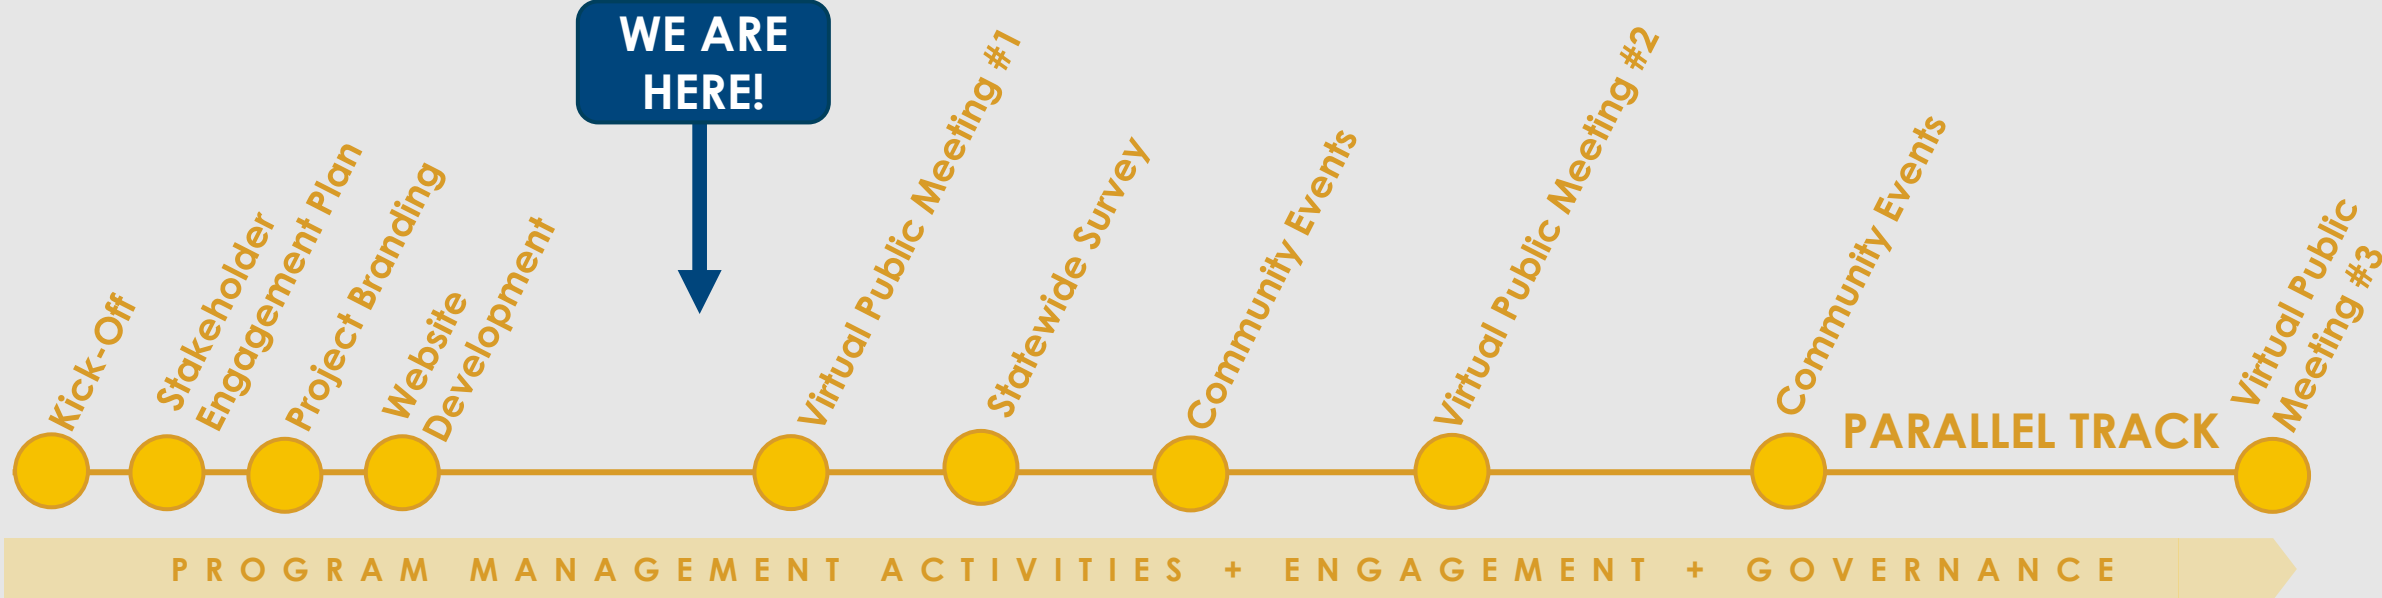 WE ARE
HERE!
Kick-Off
Stakeholder
Engagement Plan
Project Branding
Website
Development
Virtual Public Meeting #1
Statewide Survey
Community Events
Virtual Public Meeting #2
Community Events
PARALLEL TRACK
Virtual Public
Meeting #3
PROGRAM MANAGEMENT ACTIVITIES + ENGAGEMENT + GOVERNANCE